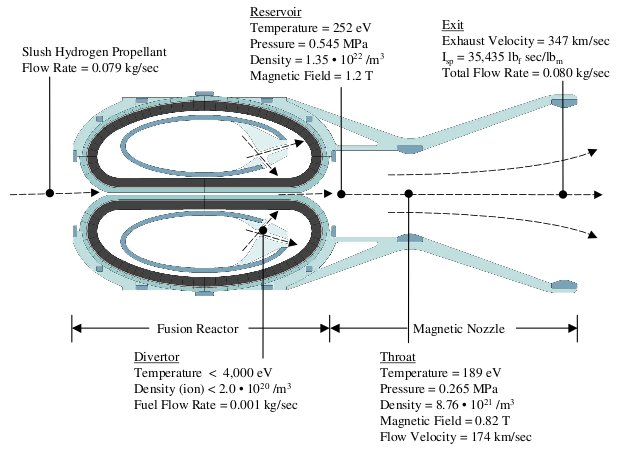 Reservoir
Temperature = 252 eV
Pressure = 0.545 MPa
Density = 1.35 • 10²² /m³
Magnetic Field = 1.2 T
Exit
Exhaust Velocity = 347 km/sec
Iₛₚ = 35,435 lb_f sec/lb_m
Total Flow Rate = 0.080 kg/sec
Slush Hydrogen Propellant
Flow Rate = 0.079 kg/sec
Fusion Reactor
Magnetic Nozzle
Divertor
Temperature < 4,000 eV
Density (ion) < 2.0 • 10²⁰ /m³
Fuel Flow Rate = 0.001 kg/sec
Throat
Temperature = 189 eV
Pressure = 0.265 MPa
Density = 8.76 • 10²¹ /m³
Magnetic Field = 0.82 T
Flow Velocity = 174 km/sec